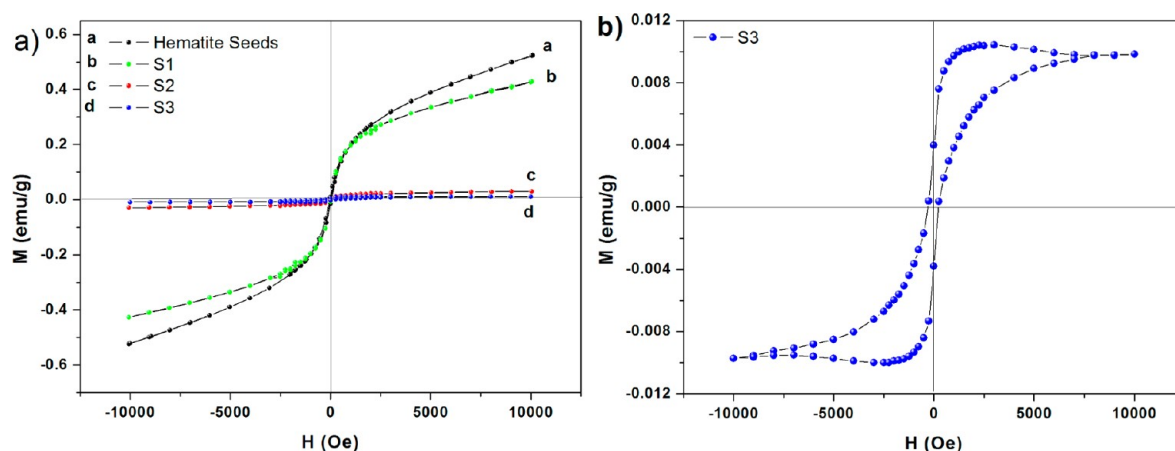 a)
a Hematite Seeds
b S1
c S2
d S3
a
b
c
d
0.6
0.4
0.2
0.0
-0.2
-0.4
-0.6
M (emu/g)
-10000 -5000 0 5000 10000
H (Oe)
b)
S3
0.012
0.008
0.004
0.000
-0.004
-0.008
-0.012
M (emu/g)
-10000 -5000 0 5000 10000
H (Oe)